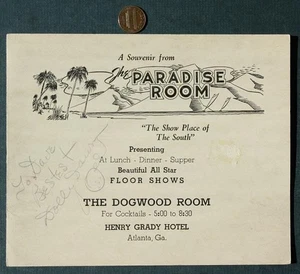 A Souvenir from
The PARADISE
ROOM
"The Show Place of
The South"
Presenting
At Lunch - Dinner - Supper
Beautiful All Star
FLOOR SHOWS
THE DOGWOOD ROOM
For Cocktails - 5:00 to 8:30
HENRY GRADY HOTEL
Atlanta, Ga.